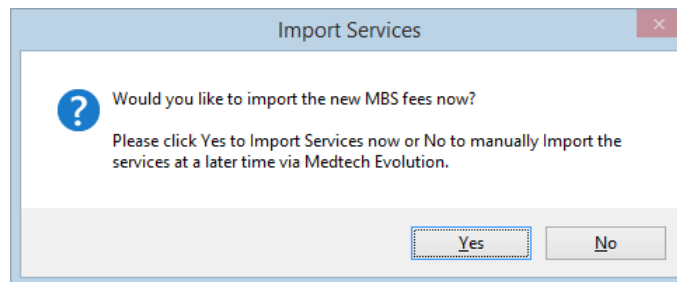 Import Services
Would you like to import the new MBS fees now?
Please click Yes to Import Services now or No to manually Import the
services at a later time via Medtech Evolution.
Yes
No